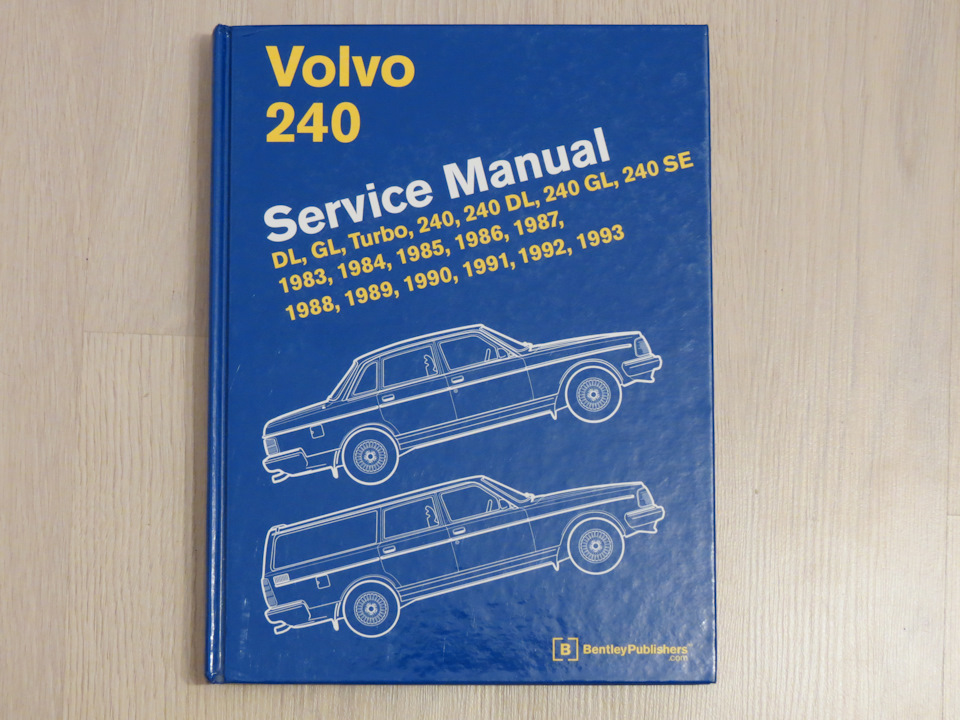 Volvo
240
Service Manual
DL, GL, Turbo, 240, 240 DL, 240 GL, 240 SE
1983, 1984, 1985, 1986, 1987,
1988, 1989, 1990, 1991, 1992, 1993
B BentleyPublishers
.com